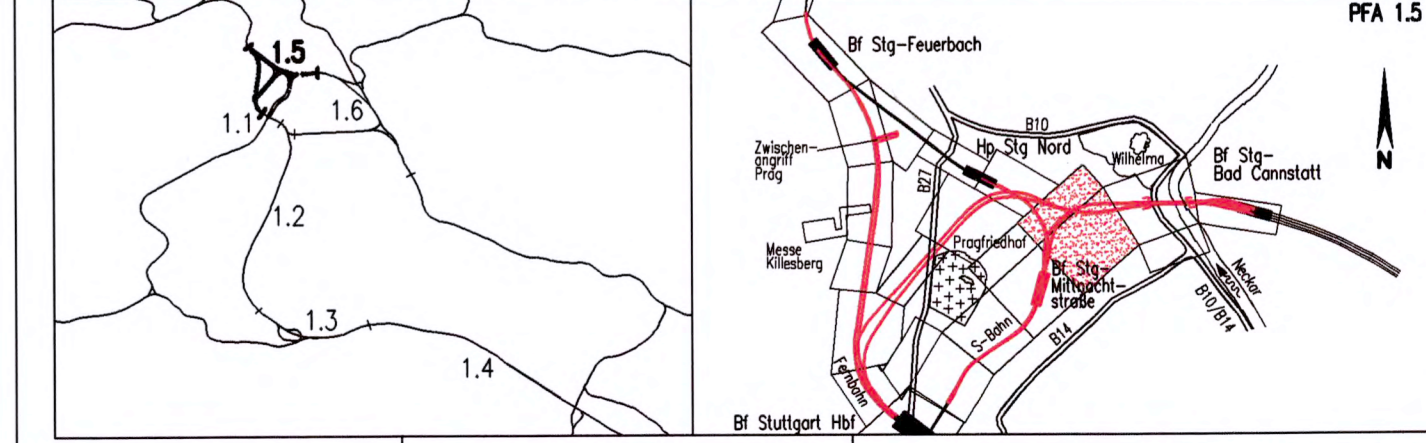 1.5
1.1
1.6
1.2
1.3
1.4
PFA 1.5
Bf Stg-Feuerbach
B10
Zwischen-
angriff
Prag
Hp Stg Nord
Wilhelma
Bf Stg-
Bad Cannstatt
N
B27
Messe
Killesberg
Pragfriedhof
Bf Stg-
Mittnacht-
straße
Neckar
B10/B14
S-Bahn
B14
Fernbahn
Bf Stuttgart Hbf